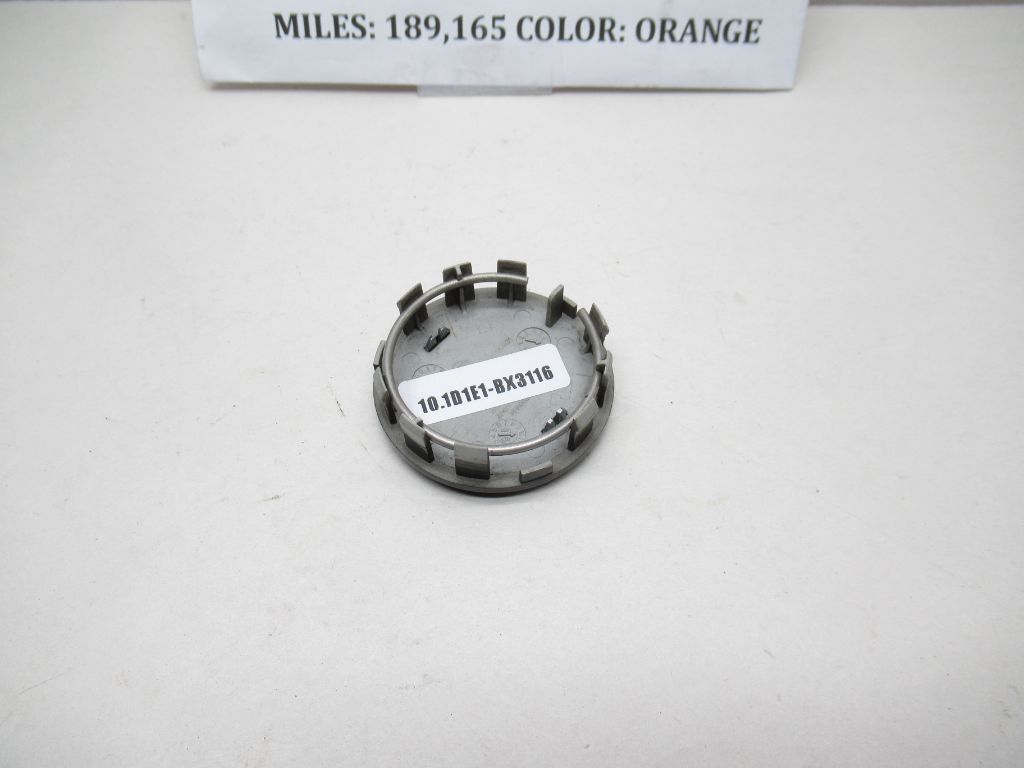 MILES: 189,165 COLOR: ORANGE
10.1D1E1-BX3116